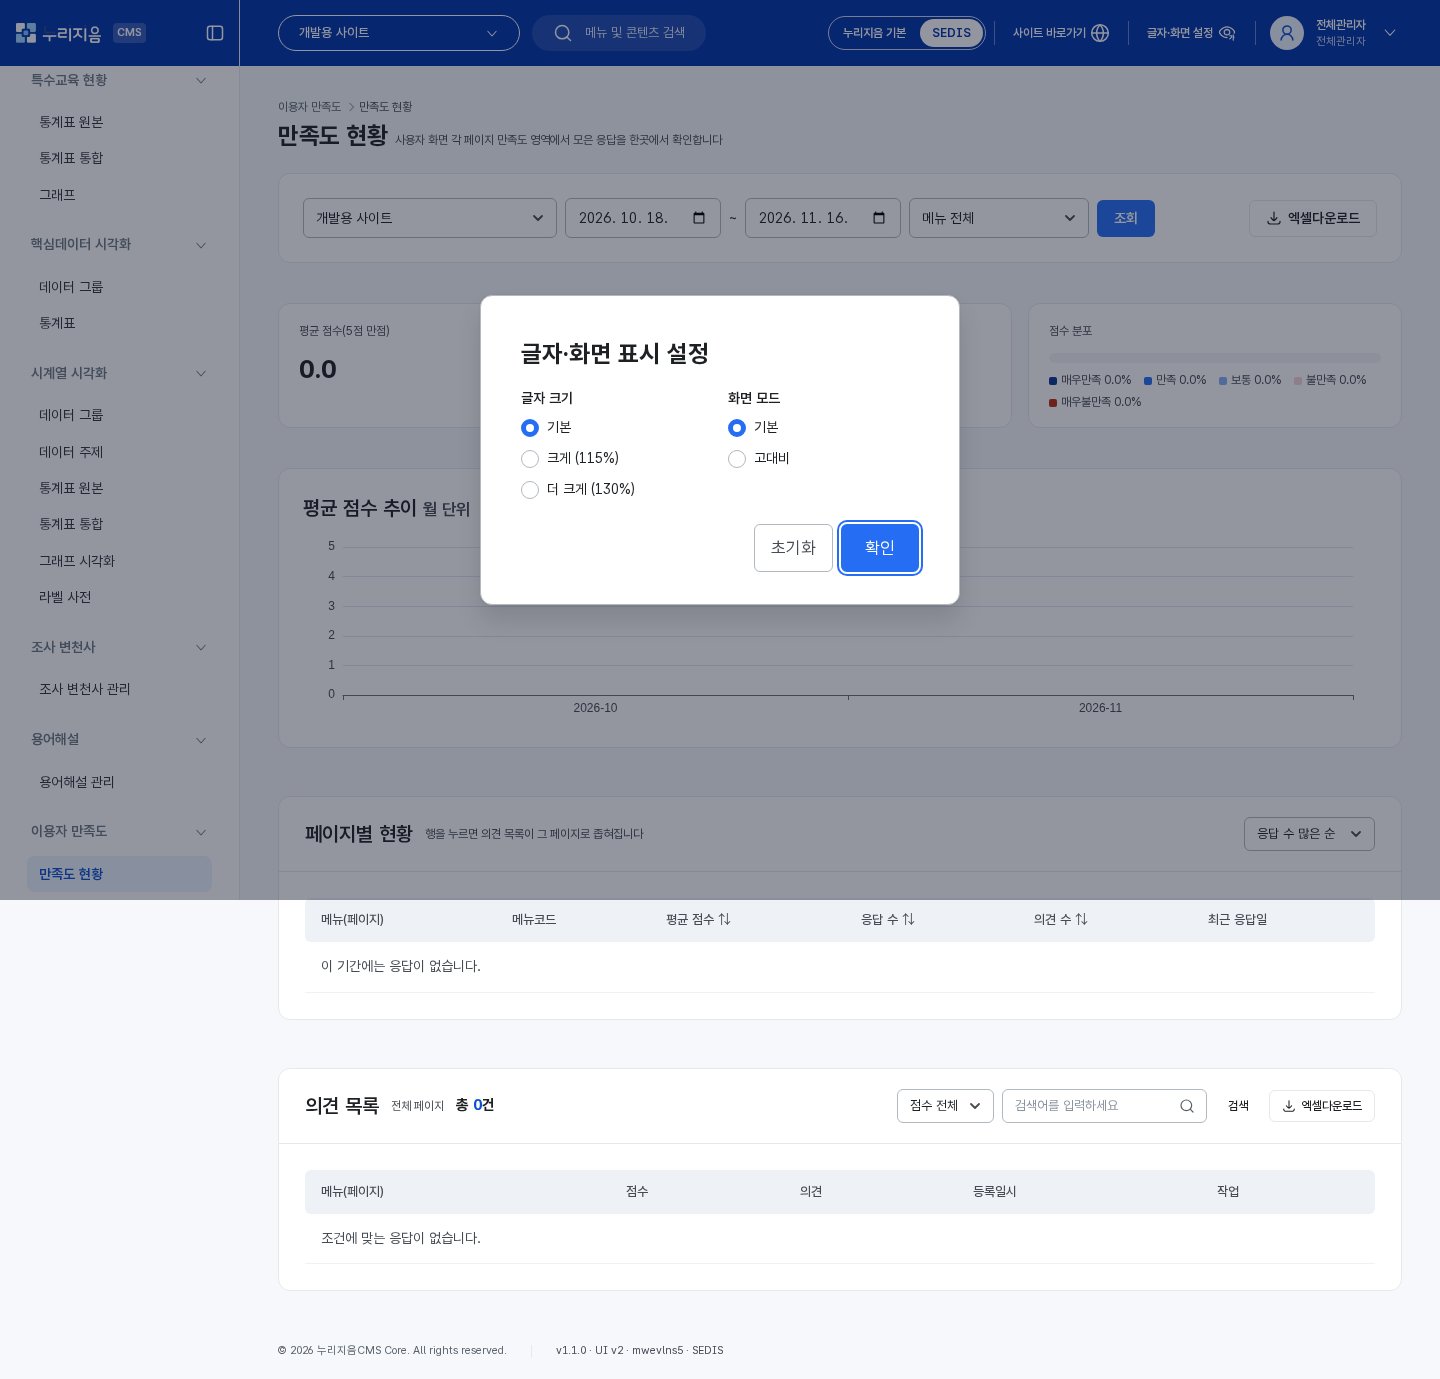 누리지음 CMS
개발용 사이트
메뉴 및 콘텐츠 검색
누리지음 기본 SEDIS
사이트 바로가기
글자·화면 설정
전체관리자
전체관리자
특수교육 현황
통계표 원본
통계표 통합
그래프
핵심데이터 시각화
데이터 그룹
통계표
시계열 시각화
데이터 그룹
데이터 주제
통계표 원본
통계표 통합
그래프 시각화
라벨 사전
조사 변천사
조사 변천사 관리
용어해설
용어해설 관리
이용자 만족도
만족도 현황
이용자 만족도 > 만족도 현황
만족도 현황 사용자 화면 각 페이지 만족도 영역에서 모은 응답을 한곳에서 확인합니다
개발용 사이트 2026. 10. 18. ~ 2026. 11. 16. 메뉴 전체 조회 엑셀다운로드
평균 점수(5점 만점)
0.0
점수 분포
매우만족 0.0% 만족 0.0% 보통 0.0% 불만족 0.0%
매우불만족 0.0%
글자·화면 표시 설정
글자 크기
기본
크게 (115%)
더 크게 (130%)
화면 모드
기본
고대비
초기화 확인
평균 점수 추이 월 단위
5
4
3
2
1
0
2026-10 2026-11
페이지별 현황 행을 누르면 의견 목록이 그 페이지로 좁혀집니다 응답 수 많은 순
메뉴(페이지) 메뉴코드 평균 점수 응답 수 의견 수 최근 응답일
이 기간에는 응답이 없습니다.
의견 목록 전체 페이지 총 0건 점수 전체 검색어를 입력하세요 검색 엑셀다운로드
메뉴(페이지) 점수 의견 등록일시 작업
조건에 맞는 응답이 없습니다.
© 2026 누리지음CMS Core. All rights reserved. v1.1.0 · UI v2 · mwevlns5 · SEDIS